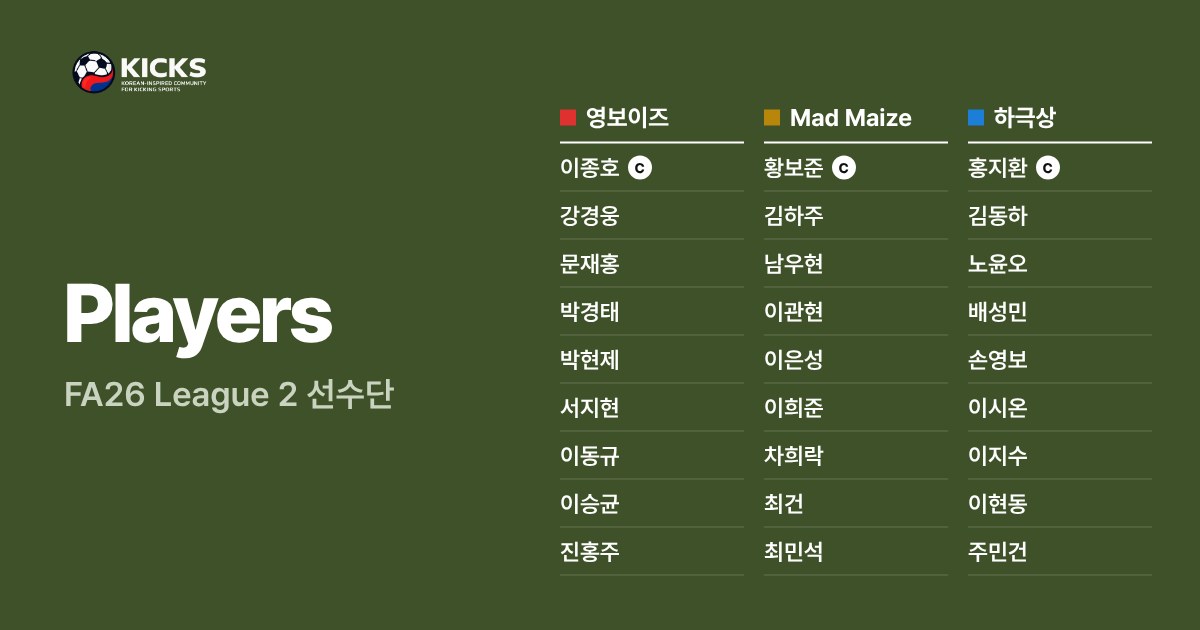 KICKS
KOREAN-INSPIRED COMMUNITY
FOR KICKING SPORTS
Players
FA26 League 2 선수단
영보이즈
이종호 C
강경웅
문재홍
박경태
박현제
서지현
이동규
이승균
진홍주
Mad Maize
황보준 C
김하주
남우현
이관현
이은성
이희준
차희락
최건
최민석
하극상
홍지환 C
김동하
노윤오
배성민
손영보
이시온
이지수
이현동
주민건